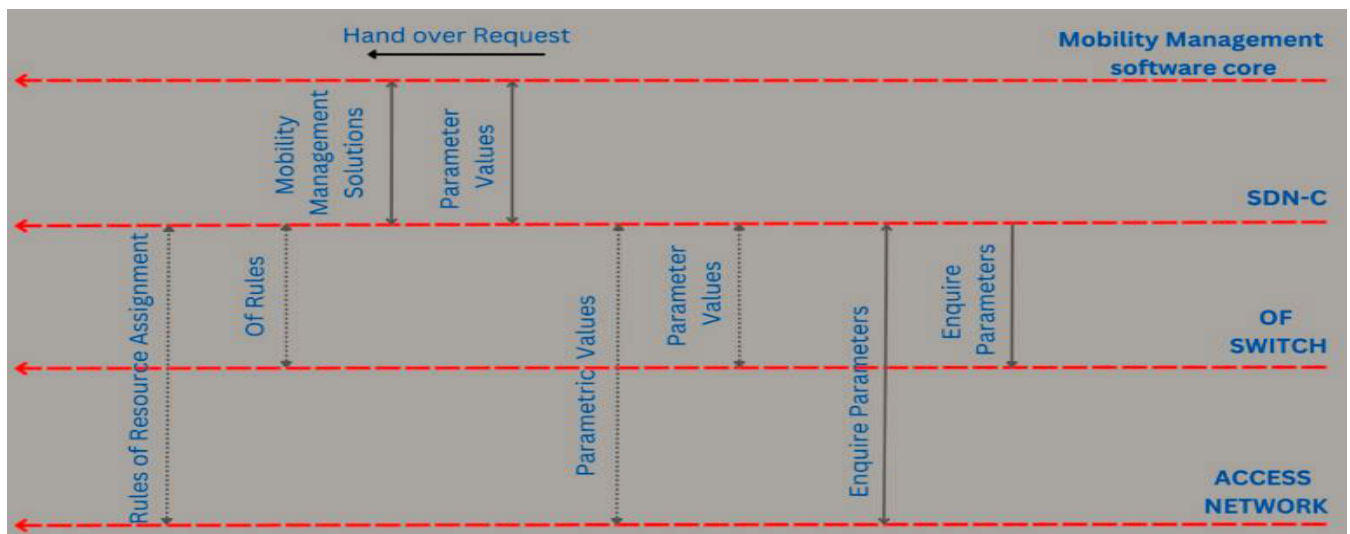 Hand over Request
Mobility Management
software core
Mobility
Management
Solutions
Parameter
Values
SDN-C
Rules of Resource Assignment
Of Rules
Parametric Values
Parameter
Values
Enquire Parameters
Enquire
Parameters
OF
SWITCH
ACCESS
NETWORK